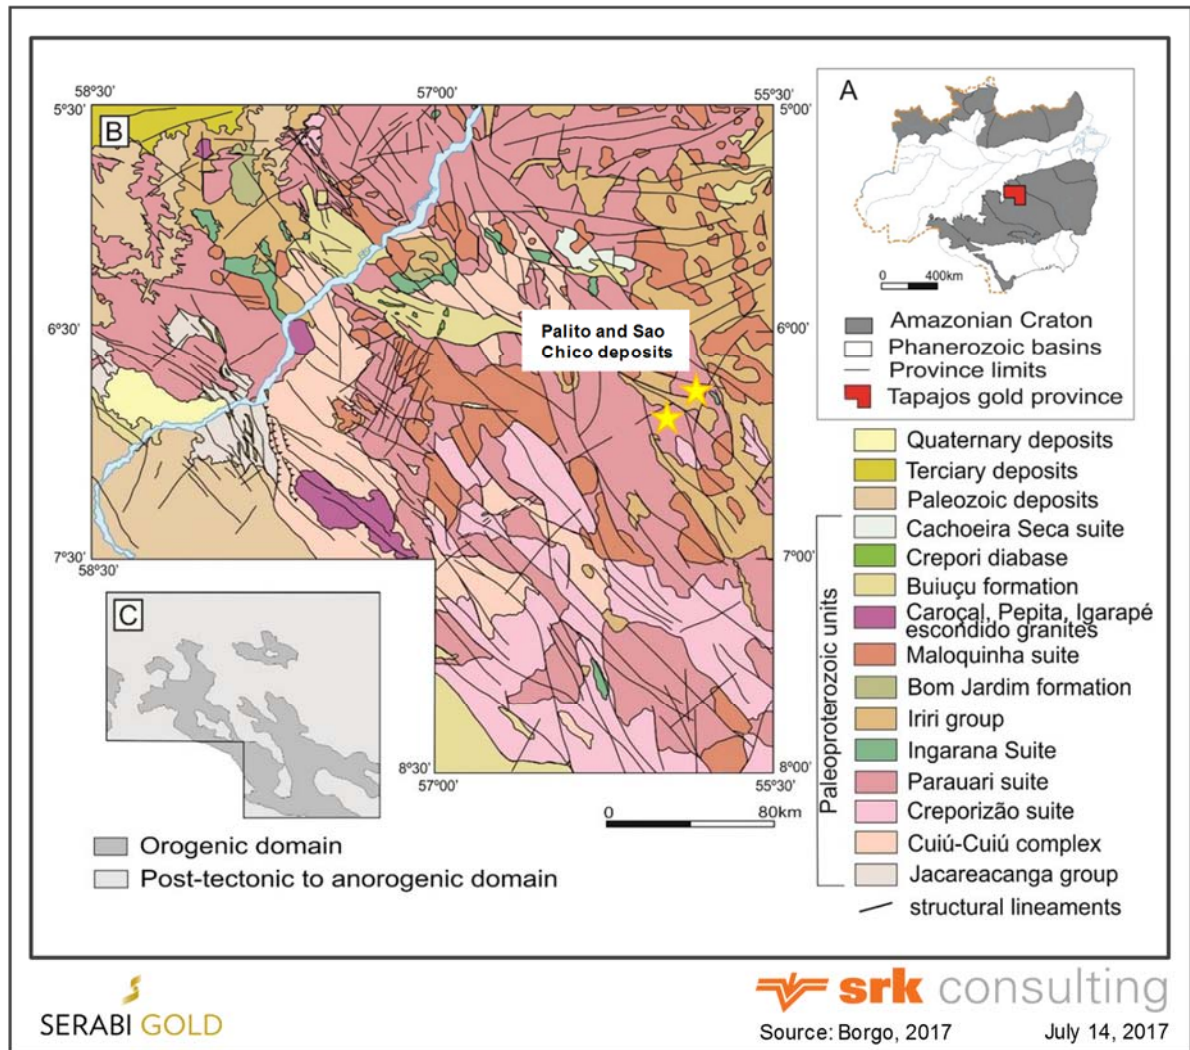 58°30'
57°00'
55°30'
5°30'
5°00'
B
6°30'
6°00'
Palito and Sao
Chico deposits
7°30'
7°00'
58°30'
8°30'
8°00'
57°00'
55°30'
0 80km
C
Orogenic domain
Post-tectonic to anorogenic domain
A
0 400km
Amazonian Craton
Phanerozoic basins
Province limits
Tapajos gold province
Quaternary deposits
Terciary deposits
Paleozoic deposits
Paleoproterozoic units
Cachoeira Seca suite
Crepori diabase
Buiuçu formation
Caroçal, Pepita, Igarapé
escondido granites
Maloquinha suite
Bom Jardim formation
Iriri group
Ingarana Suite
Parauari suite
Creporizão suite
Cuiú-Cuiú complex
Jacareacanga group
structural lineaments
SERABI GOLD
srk consulting
Source: Borgo, 2017 July 14, 2017